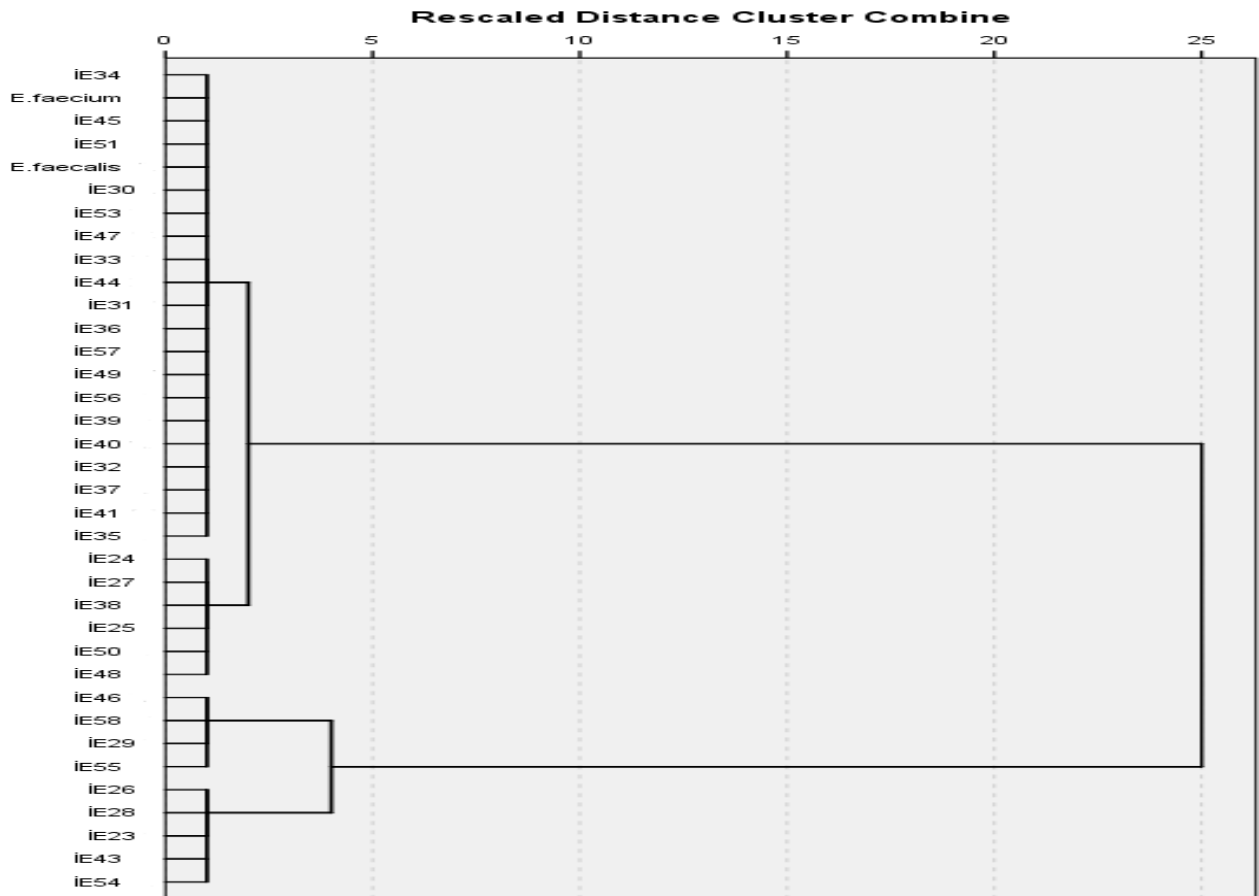 Rescaled Distance Cluster Combine
0 5 10 15 20 25
İE34
E.faecium
İE45
İE51
E.faecalis
İE30
İE53
İE47
İE33
İE44
İE31
İE36
İE57
İE49
İE56
İE39
İE40
İE32
İE37
İE41
İE35
İE24
İE27
İE38
İE25
İE50
İE48
İE46
İE58
İE29
İE55
İE26
İE28
İE23
İE43
İE54